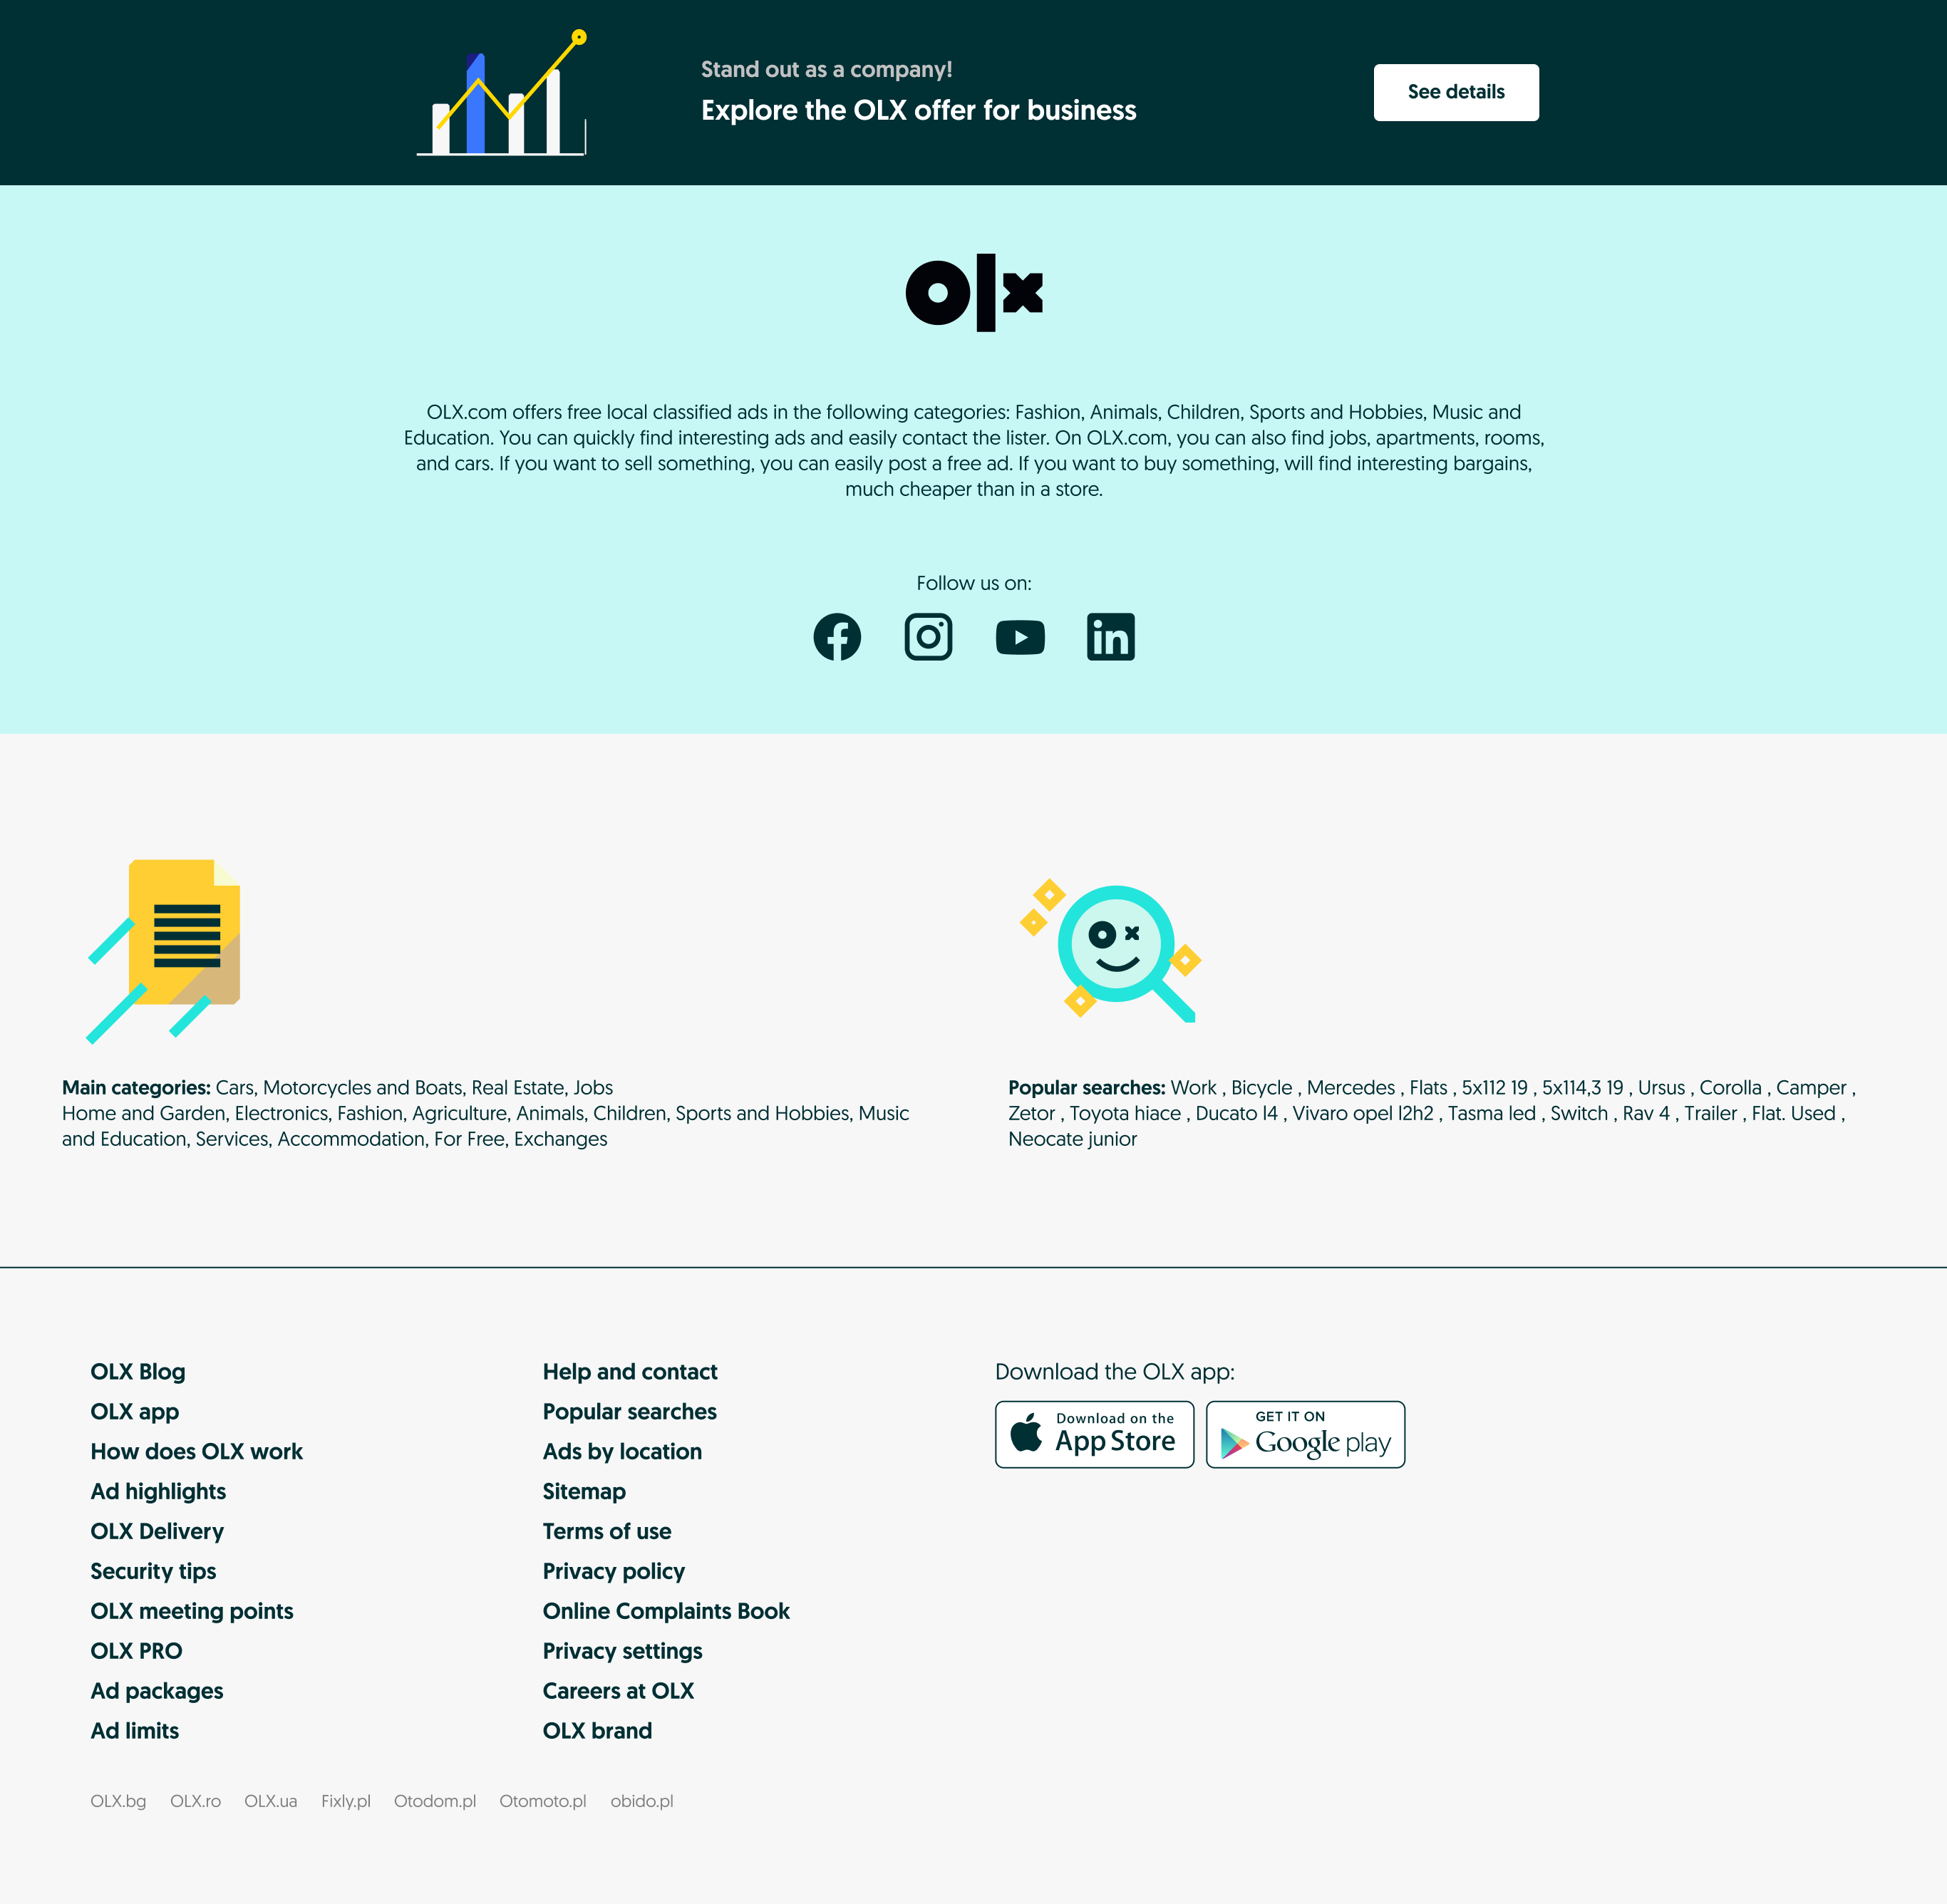 Stand out as a company!
Explore the OLX offer for business
See details
olx
OLX.com offers free local classified ads in the following categories: Fashion, Animals, Children, Sports and Hobbies, Music and
Education. You can quickly find interesting ads and easily contact the lister. On OLX.com, you can also find jobs, apartments, rooms,
and cars. If you want to sell something, you can easily post a free ad. If you want to buy something, will find interesting bargains,
much cheaper than in a store.
Follow us on:
Main categories: Cars, Motorcycles and Boats, Real Estate, Jobs
Home and Garden, Electronics, Fashion, Agriculture, Animals, Children, Sports and Hobbies, Music
and Education, Services, Accommodation, For Free, Exchanges
Popular searches: Work , Bicycle , Mercedes , Flats , 5x112 19 , 5x114,3 19 , Ursus , Corolla , Camper ,
Zetor , Toyota hiace , Ducato l4 , Vivaro opel l2h2 , Tasma led , Switch , Rav 4 , Trailer , Flat. Used ,
Neocate junior
OLX Blog
OLX app
How does OLX work
Ad highlights
OLX Delivery
Security tips
OLX meeting points
OLX PRO
Ad packages
Ad limits
Help and contact
Popular searches
Ads by location
Sitemap
Terms of use
Privacy policy
Online Complaints Book
Privacy settings
Careers at OLX
OLX brand
Download the OLX app:
Download on the
App Store
GET IT ON
Google play
OLX.bg OLX.ro OLX.ua Fixly.pl Otodom.pl Otomoto.pl obido.pl